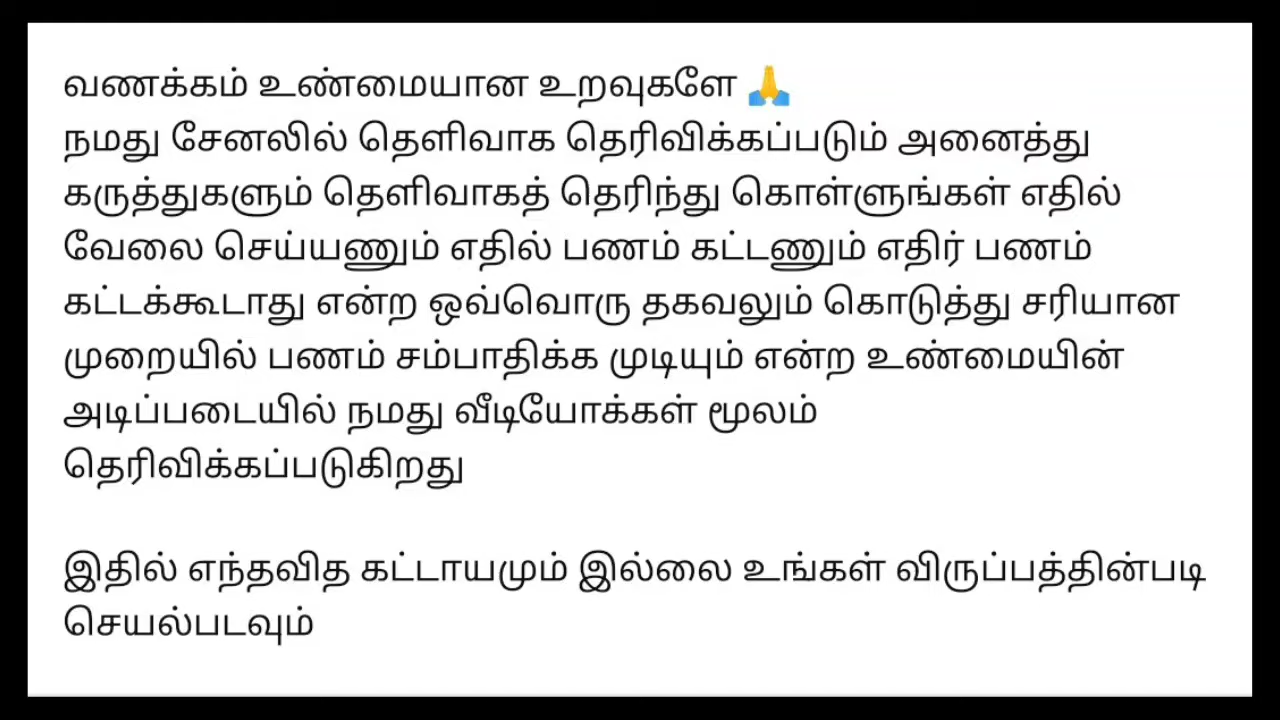 வணக்கம் உண்மையான உறவுகளே 🙏
நமது சேனலில் தெளிவாக தெரிவிக்கப்படும் அனைத்து
கருத்துகளும் தெளிவாகத் தெரிந்து கொள்ளுங்கள் எதில்
வேலை செய்யணும் எதில் பணம் கட்டணும் எதிர் பணம்
கட்டக்கூடாது என்ற ஒவ்வொரு தகவலும் கொடுத்து சரியான
முறையில் பணம் சம்பாதிக்க முடியும் என்ற உண்மையின்
அடிப்படையில் நமது வீடியோக்கள் மூலம்
தெரிவிக்கப்படுகிறது
இதில் எந்தவித கட்டாயமும் இல்லை உங்கள் விருப்பத்தின்படி
செயல்படவும்